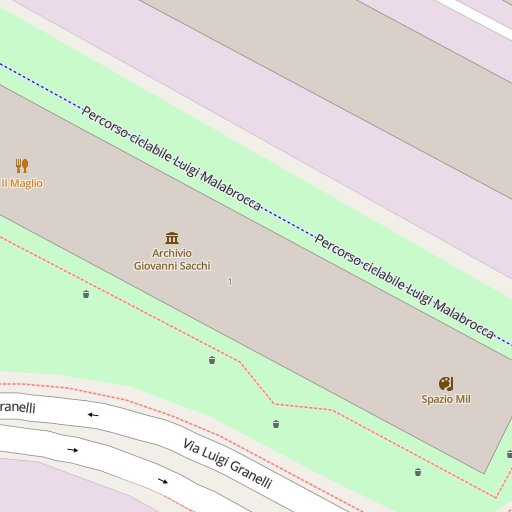 Percorso ciclabile Luigi Malabrocca
Il Maglio
Percorso ciclabile Luigi Malabrocca
Archivio
Giovanni Sacchi
1
Spazio Mil
ranelli
Via Luigi Granelli